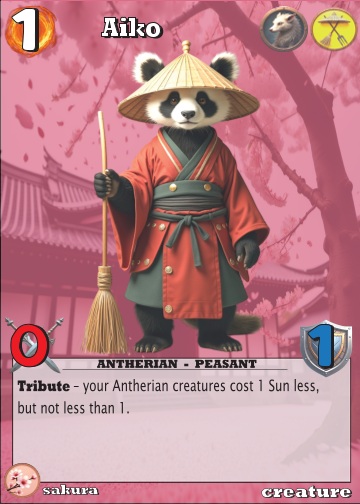 1
Aiko
0
1
ANTHERIAN - PEASANT
Tribute - your Antherian creatures cost 1 Sun less,
but not less than 1.
sakura
creature